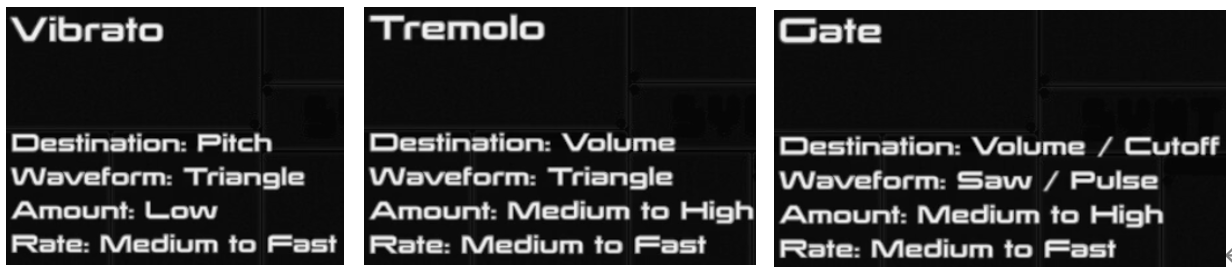 Vibrato
Destination: Pitch
Waveform: Triangle
Amount: Low
Rate: Medium to Fast
Tremolo
Destination: Volume
Waveform: Triangle
Amount: Medium to High
Rate: Medium to Fast
Gate
Destination: Volume / Cutoff
Waveform: Saw / Pulse
Amount: Medium to High
Rate: Medium to Fast